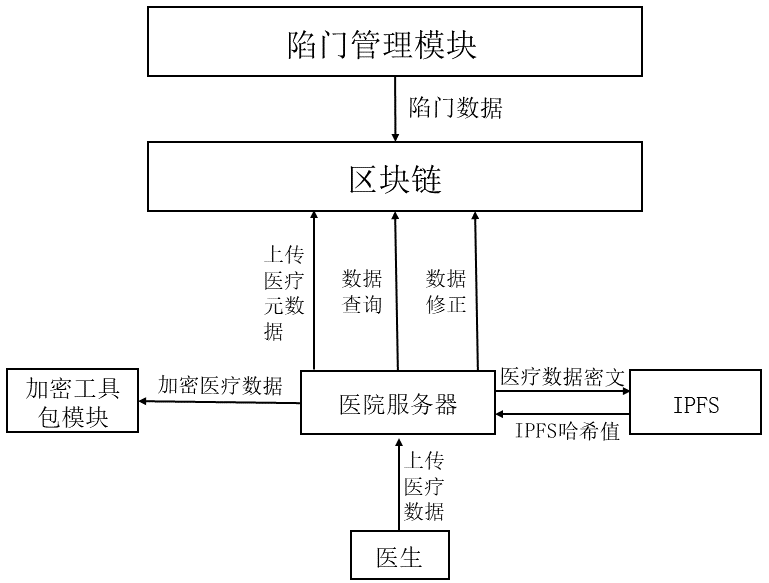 陷门管理模块
陷门数据
区块链
上传
医疗
元数
据
数据
查询
数据
修正
加密工具
包模块
加密医疗数据
医院服务器
医疗数据密文
IPFS哈希值
IPFS
上传
医疗
数据
医生